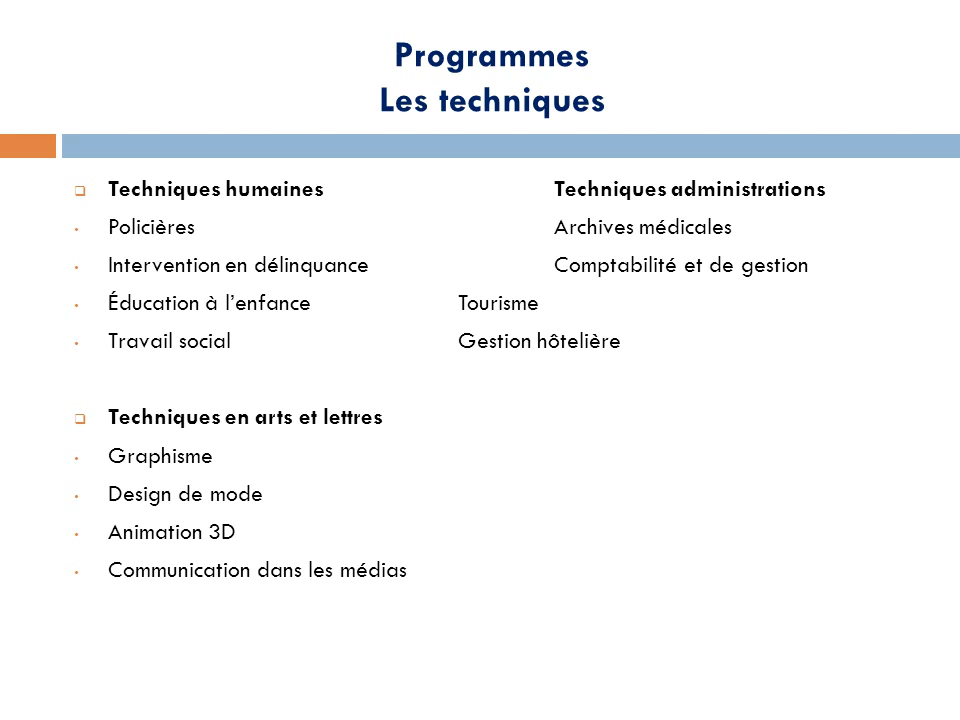 Programmes
Les techniques
Techniques humaines Techniques administrations
Policières Archives médicales
Intervention en délinquance Comptabilité et de gestion
Éducation à l’enfance Tourisme
Travail social Gestion hôtelière
Techniques en arts et lettres
Graphisme
Design de mode
Animation 3D
Communication dans les médias